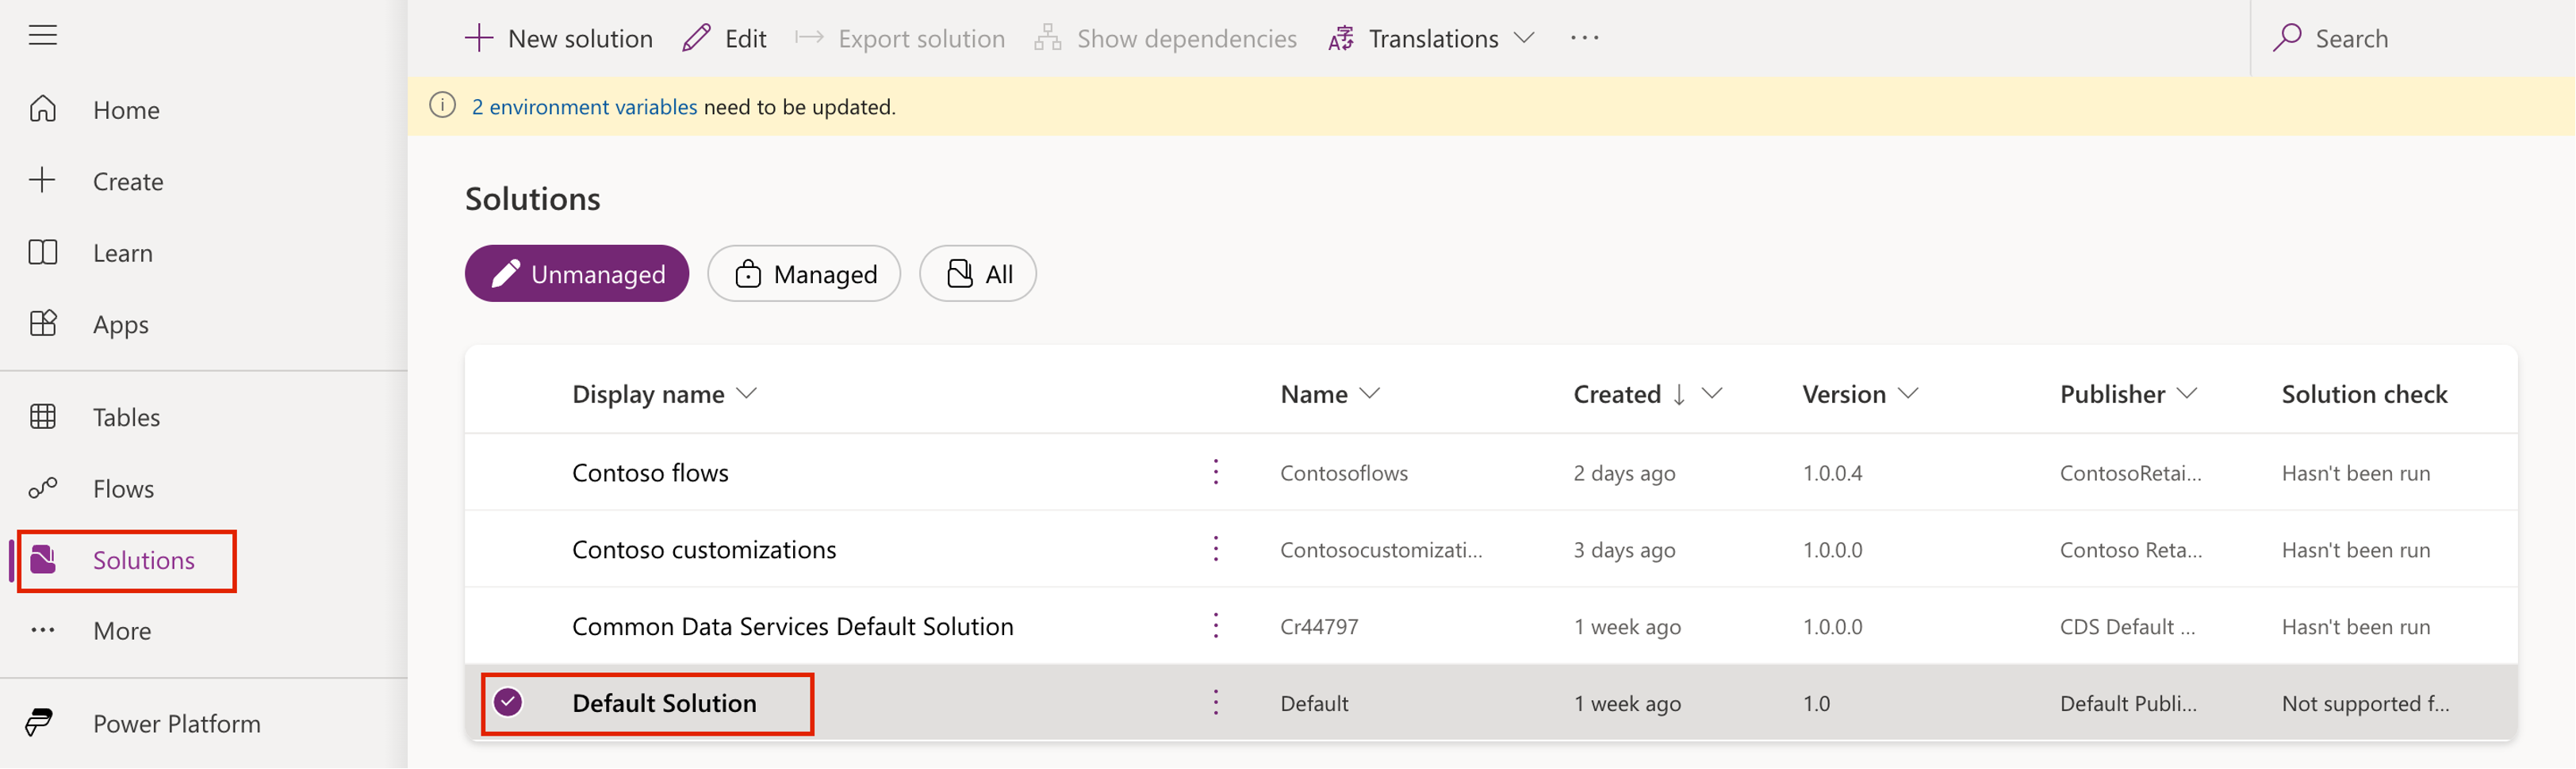 New solution Edit Export solution Show dependencies Translations ··· Search
2 environment variables need to be updated.
Home
Create
Learn
Apps
Tables
Flows
Solutions
More
Power Platform
Solutions
Unmanaged Managed All
Display name Name Created ↓ Version Publisher Solution check
Contoso flows Contosoflows 2 days ago 1.0.0.4 ContosoRetai... Hasn't been run
Contoso customizations Contosocustomizati... 3 days ago 1.0.0.0 Contoso Reta... Hasn't been run
Common Data Services Default Solution Cr44797 1 week ago 1.0.0.0 CDS Default ... Hasn't been run
Default Solution Default 1 week ago 1.0 Default Publi... Not supported f...